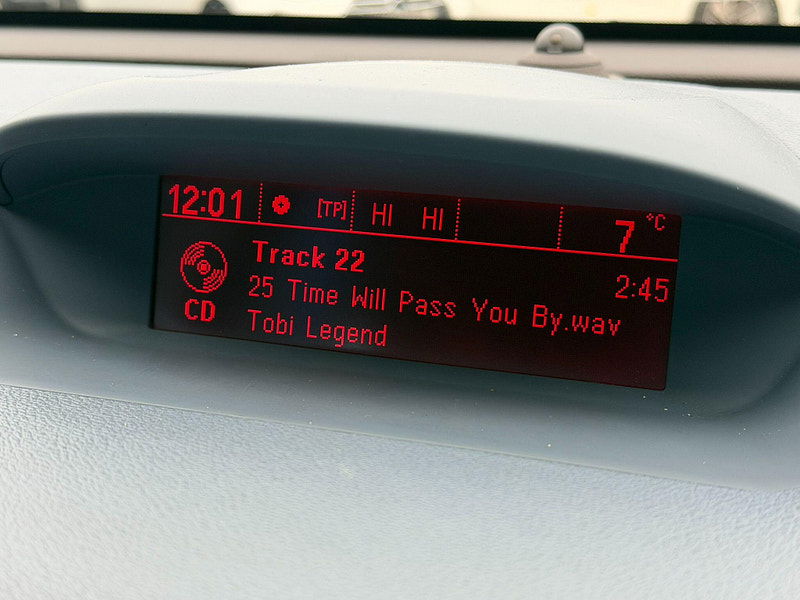 12:01 [TP] HI HI 7 °C
Track 22 2:45
25 Time Will Pass You By.wav
CD Tobi Legend